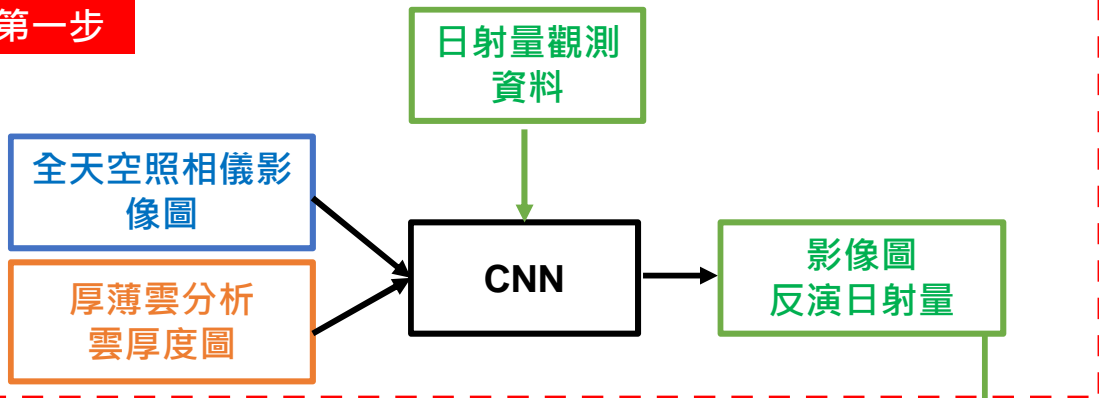 第一步
日射量觀測
資料
全天空照相儀影
像圖
厚薄雲分析
雲厚度圖
CNN
影像圖
反演日射量